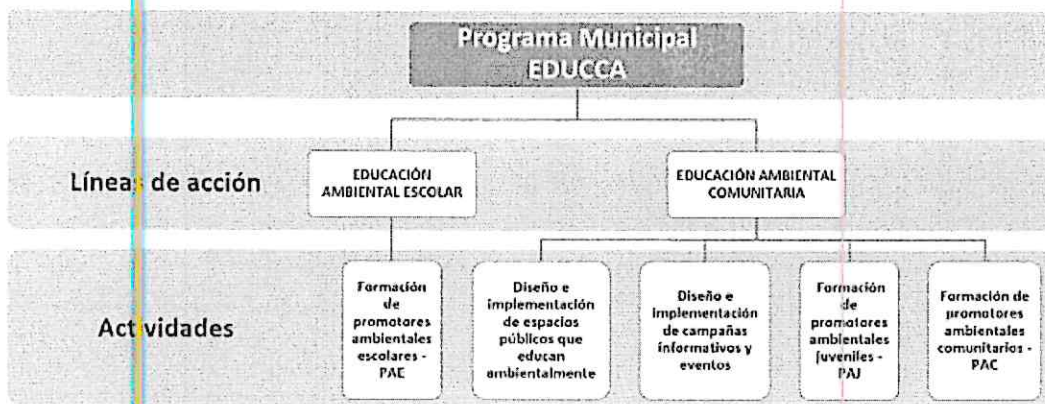 Programa Municipal
EDUCCA
Líneas de acción
EDUCACIÓN
AMBIENTAL ESCOLAR
EDUCACIÓN AMBIENTAL
COMUNITARIA
Actividades
Formación
de
promotores
ambientales
escolares -
PAE
Diseño e
implementación
de espacios
públicos que
educan
ambientalmente
Diseño e
implementación
de campañas
informativos y
eventos
Formación
de
promotores
ambientales
juveniles -
PAJ
Formación de
promotores
ambientales
comunitarios -
PAC